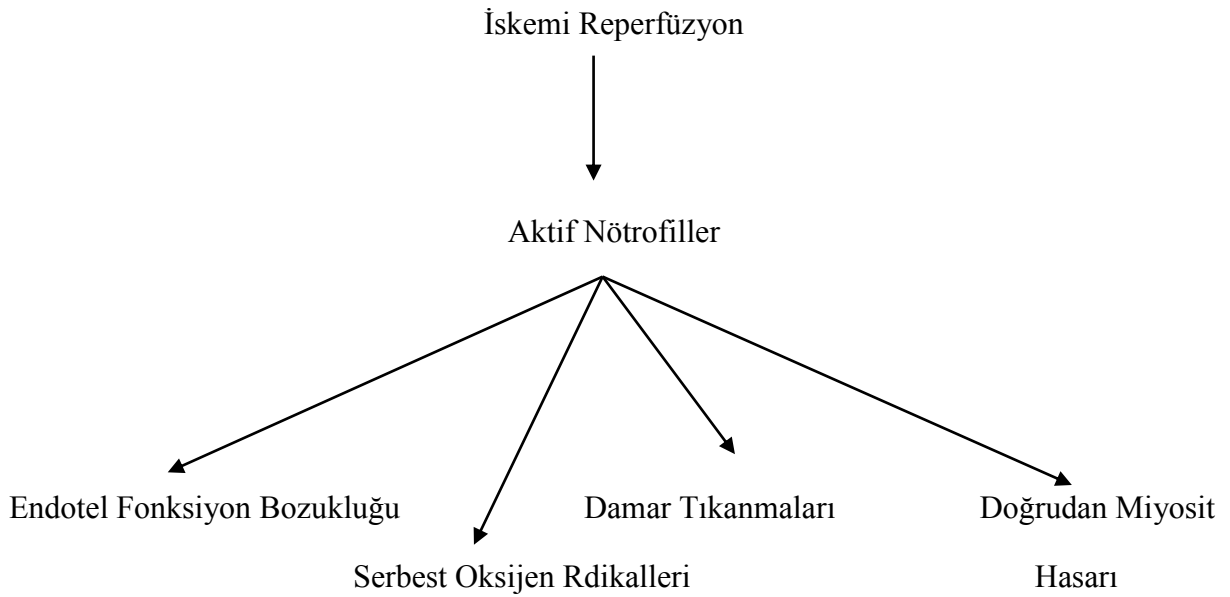 İskemi Reperfüzyon
Aktif Nötrofiller
Endotel Fonksiyon Bozukluğu
Damar Tıkanmaları
Doğrudan Miyosit
Serbest Oksijen Rdikalleri
Hasarı